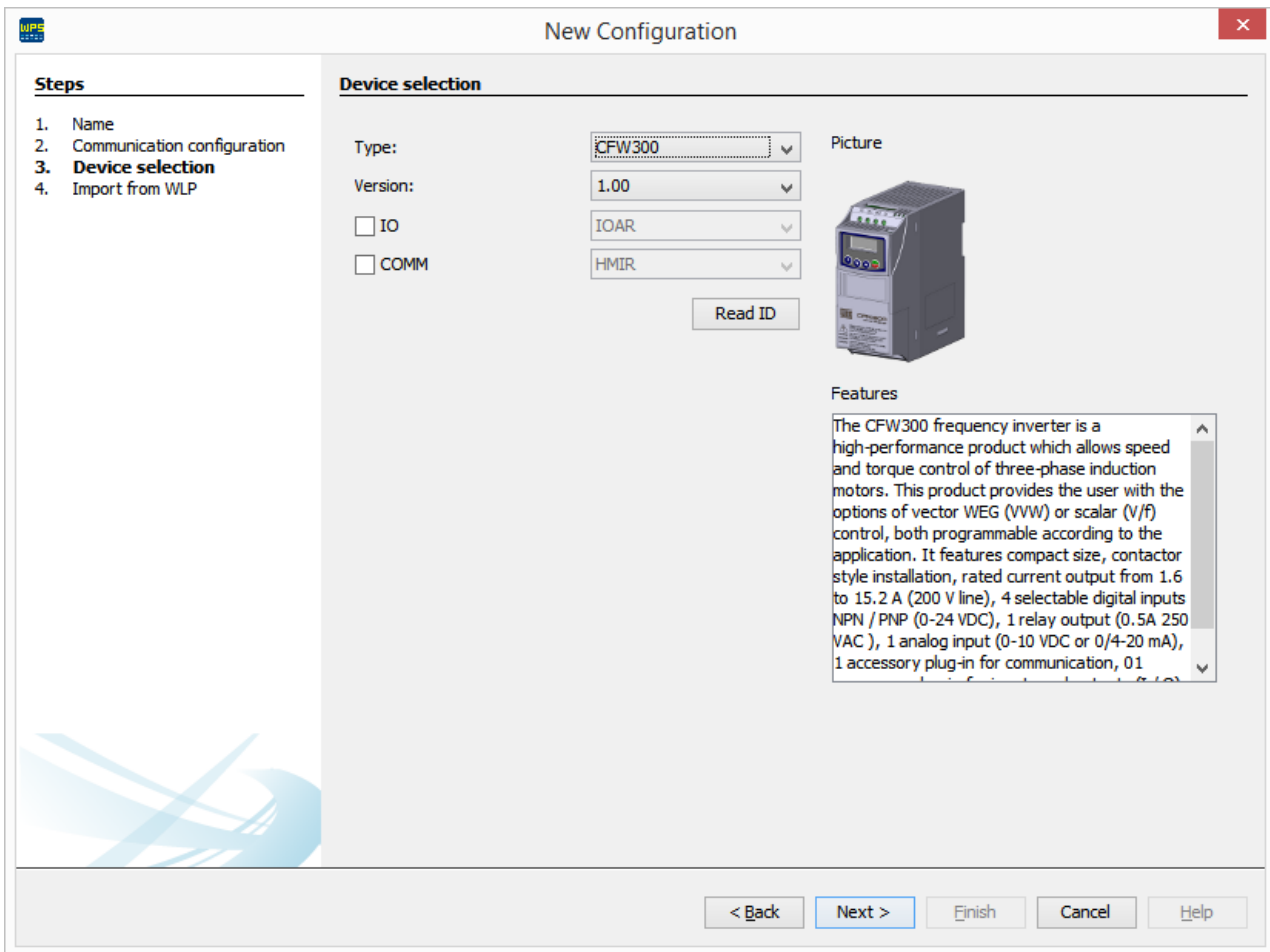 WPS
New Configuration
Steps
1. Name
2. Communication configuration
3. Device selection
4. Import from WLP
Device selection
Type: CFW300
Version: 1.00
IO IOAR
COMM HMIR
Read ID
Picture
Features
The CFW300 frequency inverter is a
high-performance product which allows speed
and torque control of three-phase induction
motors. This product provides the user with the
options of vector WEG (VVW) or scalar (V/f)
control, both programmable according to the
application. It features compact size, contactor
style installation, rated current output from 1.6
to 15.2 A (200 V line), 4 selectable digital inputs
NPN / PNP (0-24 VDC), 1 relay output (0.5A 250
VAC ), 1 analog input (0-10 VDC or 0/4-20 mA),
1 accessory plug-in for communication, 01
< Back
Next >
Finish
Cancel
Help